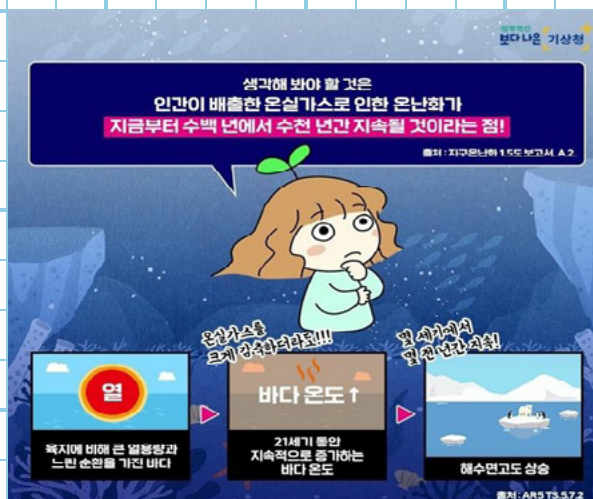 정부혁신
보다나은 기상청
생각해 봐야 할 것은
인간이 배출한 온실가스로 인한 온난화가
지금부터 수백 년에서 수천 년간 지속될 것이라는 점!
출처 : 지구온난화 1.5도 보고서, A.2.
온실가스를
크게 감축하더라도!!!
몇 세기에서
몇 천 년간 지속!
열
바다 온도↑
육지에 비해 큰 열용량과
느린 순환을 가진 바다
21세기 동안
지속적으로 증가하는
바다 온도
해수면고도 상승
출처 : AR5 TS.5.7.2